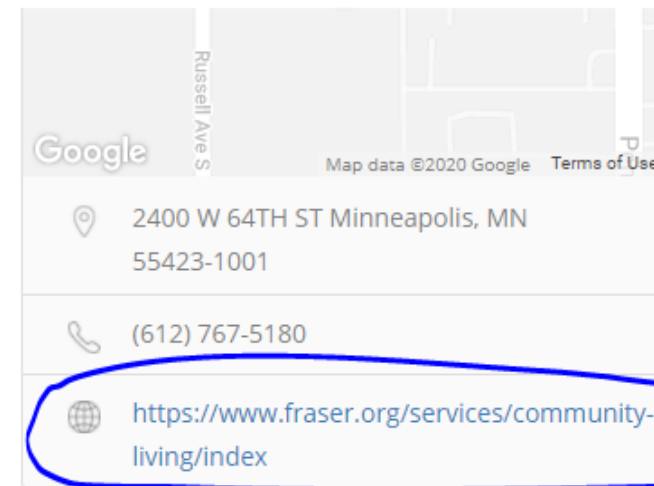 Russell Ave S
Google
Map data ©2020 Google Terms of Use
2400 W 64TH ST Minneapolis, MN
55423-1001
(612) 767-5180
https://www.fraser.org/services/community-
living/index